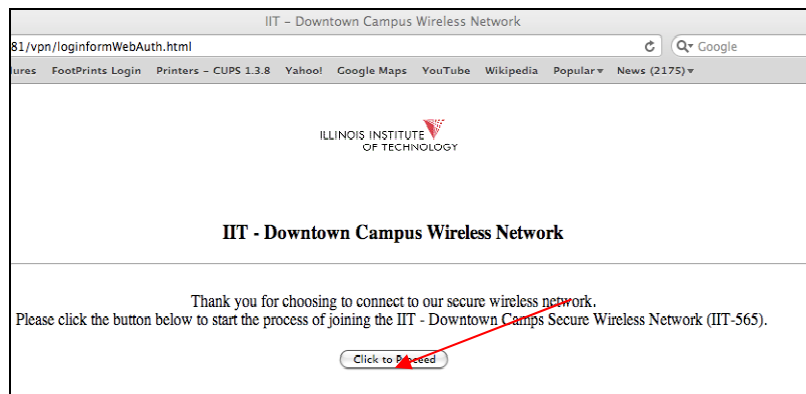 IIT – Downtown Campus Wireless Network
81/vpn/loginformWebAuth.html
Google
FootPrints Login Printers – CUPS 1.3.8 Yahoo! Google Maps YouTube Wikipedia Popular News (2175)
ILLINOIS INSTITUTE
OF TECHNOLOGY
IIT - Downtown Campus Wireless Network
Thank you for choosing to connect to our secure wireless network.
Please click the button below to start the process of joining the IIT - Downtown Camps Secure Wireless Network (IIT-565).
Click to Proceed